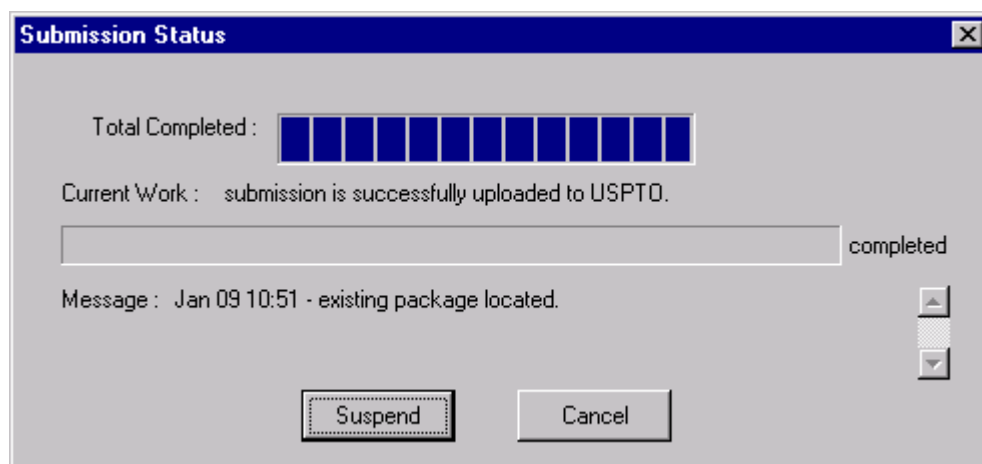 Submission Status
Total Completed :
Current Work : submission is successfully uploaded to USPTO.
completed
Message : Jan 09 10:51 - existing package located.
Suspend Cancel